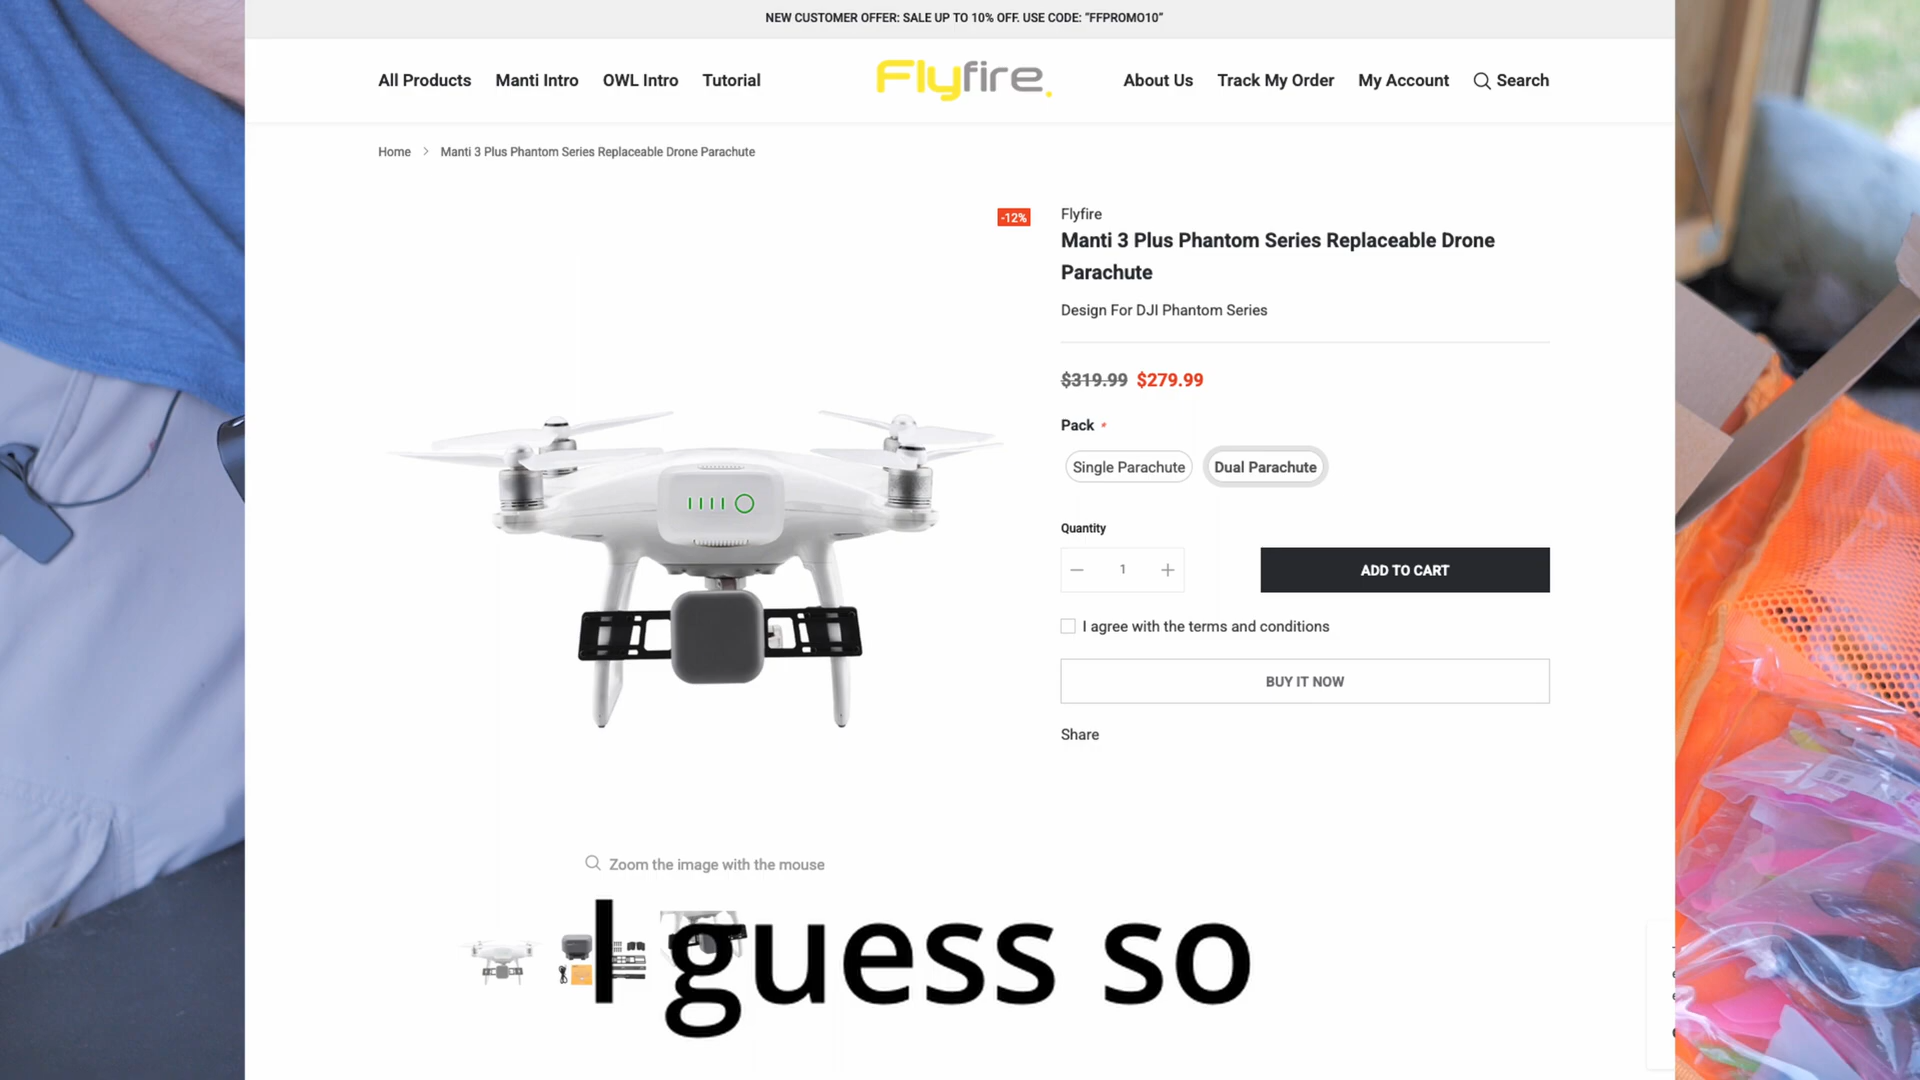 NEW CUSTOMER OFFER: SALE UP TO 10% OFF. USE CODE: "FFPROMO10"
All Products Manti Intro OWL Intro Tutorial Flyfire. About Us Track My Order My Account Search
Home > Manti 3 Plus Phantom Series Replaceable Drone Parachute
-12%
Flyfire
Manti 3 Plus Phantom Series Replaceable Drone
Parachute
Design For DJI Phantom Series
$319.99 $279.99
Pack *
Single Parachute Dual Parachute
Quantity
1
ADD TO CART
I agree with the terms and conditions
BUY IT NOW
Share
Zoom the image with the mouse
I guess so